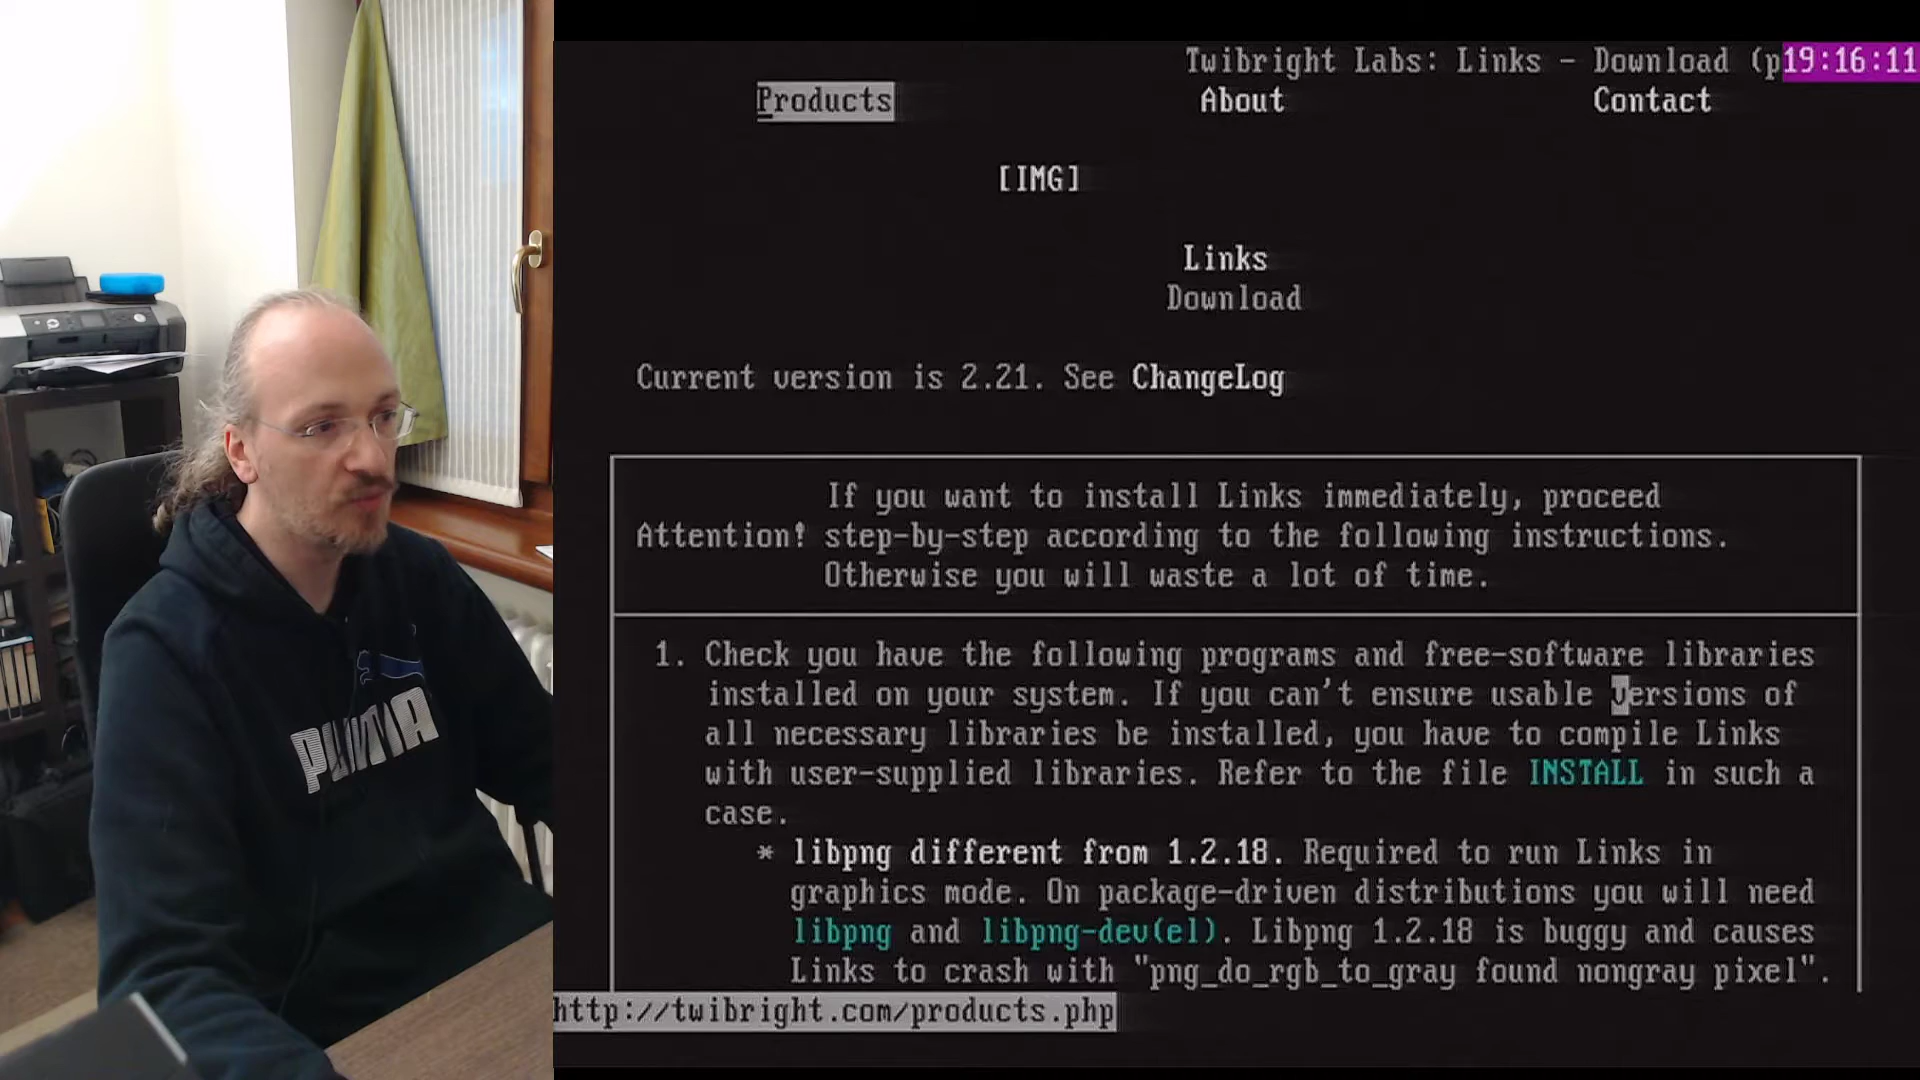 Twibright Labs: Links - Download (p19:16:11
Products About Contact
[IMG]
Links
Download
Current version is 2.21. See ChangeLog
If you want to install Links immediately, proceed
Attention! step-by-step according to the following instructions.
Otherwise you will waste a lot of time.
1. Check you have the following programs and free-software libraries
installed on your system. If you can't ensure usable versions of
all necessary libraries be installed, you have to compile Links
with user-supplied libraries. Refer to the file INSTALL in such a
case.
* libpng different from 1.2.18. Required to run Links in
graphics mode. On package-driven distributions you will need
libpng and libpng-dev(el). Libpng 1.2.18 is buggy and causes
Links to crash with "png_do_rgb_to_gray found nongray pixel".
http://twibright.com/products.php
PUMA